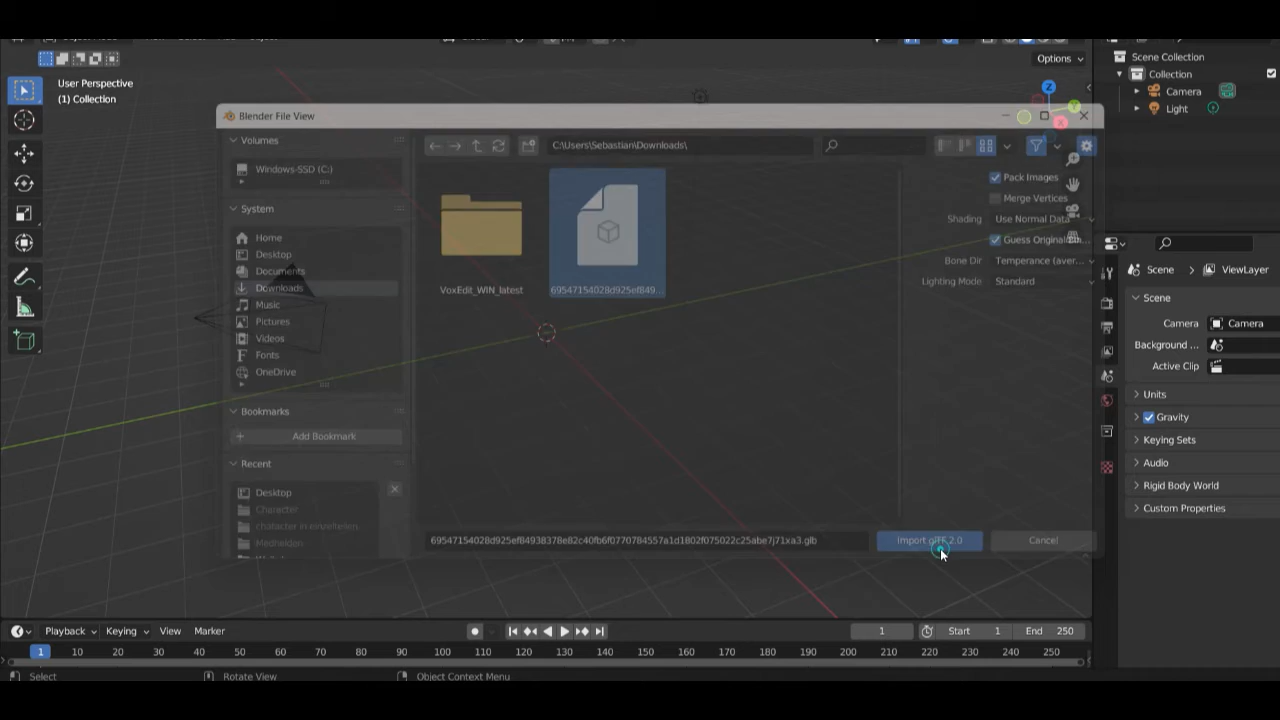 Options
User Perspective
(1) Collection
Scene Collection
Collection
Camera
Light
Blender File View
Volumes
Windows-SSD (C:)
System
Home
Desktop
Documents
Downloads
Music
Pictures
Videos
Fonts
OneDrive
Bookmarks
Add Bookmark
Recent
Desktop
Character
Z
Y
X
C:\Users\Sebastian\Downloads\
VoxEdit_WIN_latest
69547154028d925ef849...
Pack Images
Merge Vertices
Shading Use Normal Data
Guess Original
Bone Dir Temperance (aver...
Lighting Mode Standard
69547154028d925ef84938378e82c40fb6f0770784557a1d1802f075022c25abe7j71xa3.glb
Import glTF 2.0
Cancel
Scene
ViewLayer
Scene
Camera Camera
Background ...
Active Clip
Units
Gravity
Keying Sets
Audio
Rigid Body World
Custom Properties
Playback Keying View Marker 1 Start 1 End 250
1 10 20 30 40 50 60 70 80 90 100 110 120 130 140 150 160 170 180 190 200 210 220 230 240 250
Select Rotate View Object Context Menu